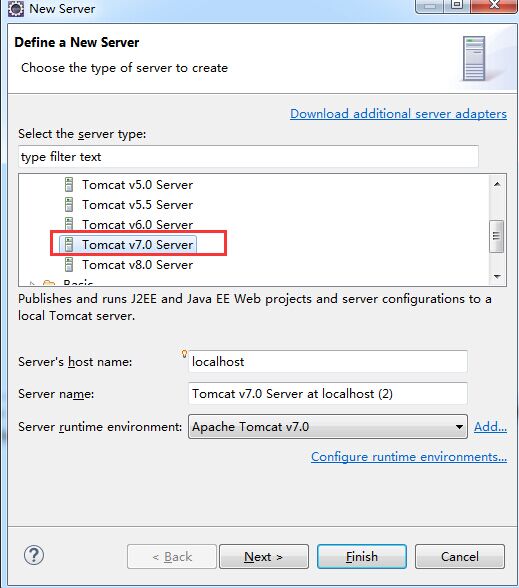 New Server
Define a New Server
Choose the type of server to create
Download additional server adapters
Select the server type:
type filter text
Tomcat v5.0 Server
Tomcat v5.5 Server
Tomcat v6.0 Server
Tomcat v7.0 Server
Tomcat v8.0 Server
Basic
Publishes and runs J2EE and Java EE Web projects and server configurations to a
local Tomcat server.
Server's host name: localhost
Server name: Tomcat v7.0 Server at localhost (2)
Server runtime environment: Apache Tomcat v7.0 Add...
Configure runtime environments...
? < Back Next > Finish Cancel